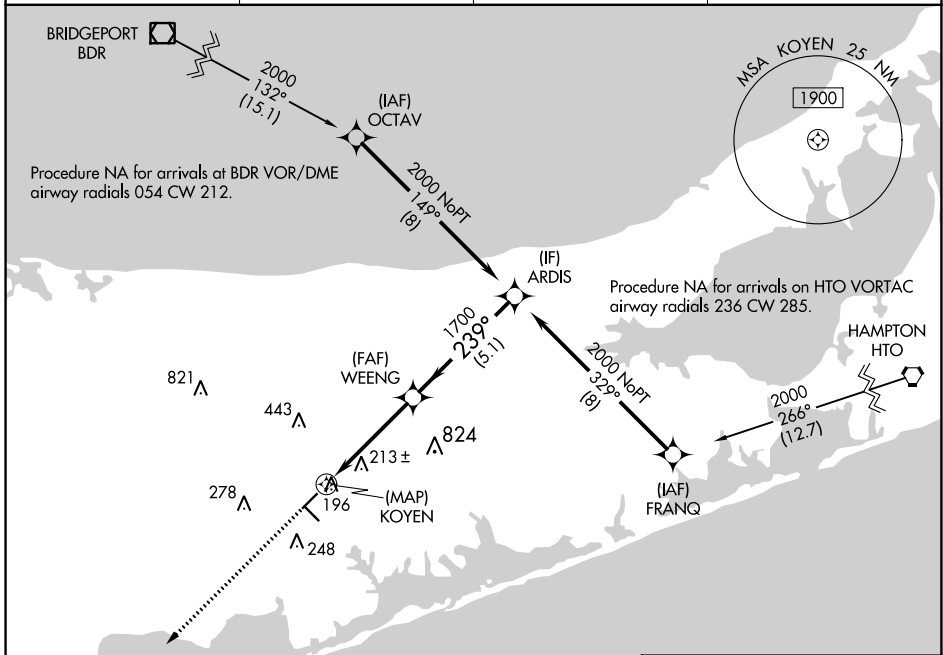 BRIDGEPORT
BDR
2000
132°
(15.1)
(IAF)
OCTAV
MSA KOYEN 25 NM
1900
Procedure NA for arrivals at BDR VOR/DME
airway radials 054 CW 212.
2000 NoPT
149°
(8)
(IF)
ARDIS
Procedure NA for arrivals on HTO VORTAC
airway radials 236 CW 285.
HAMPTON
HTO
1700
239°
(5.1)
(FAF)
WEENG
2000 NoPT
329°
(8)
2000
266°
(12.7)
821
443
824
213 ±
(IAF)
FRANQ
278
196
(MAP)
KOYEN
248